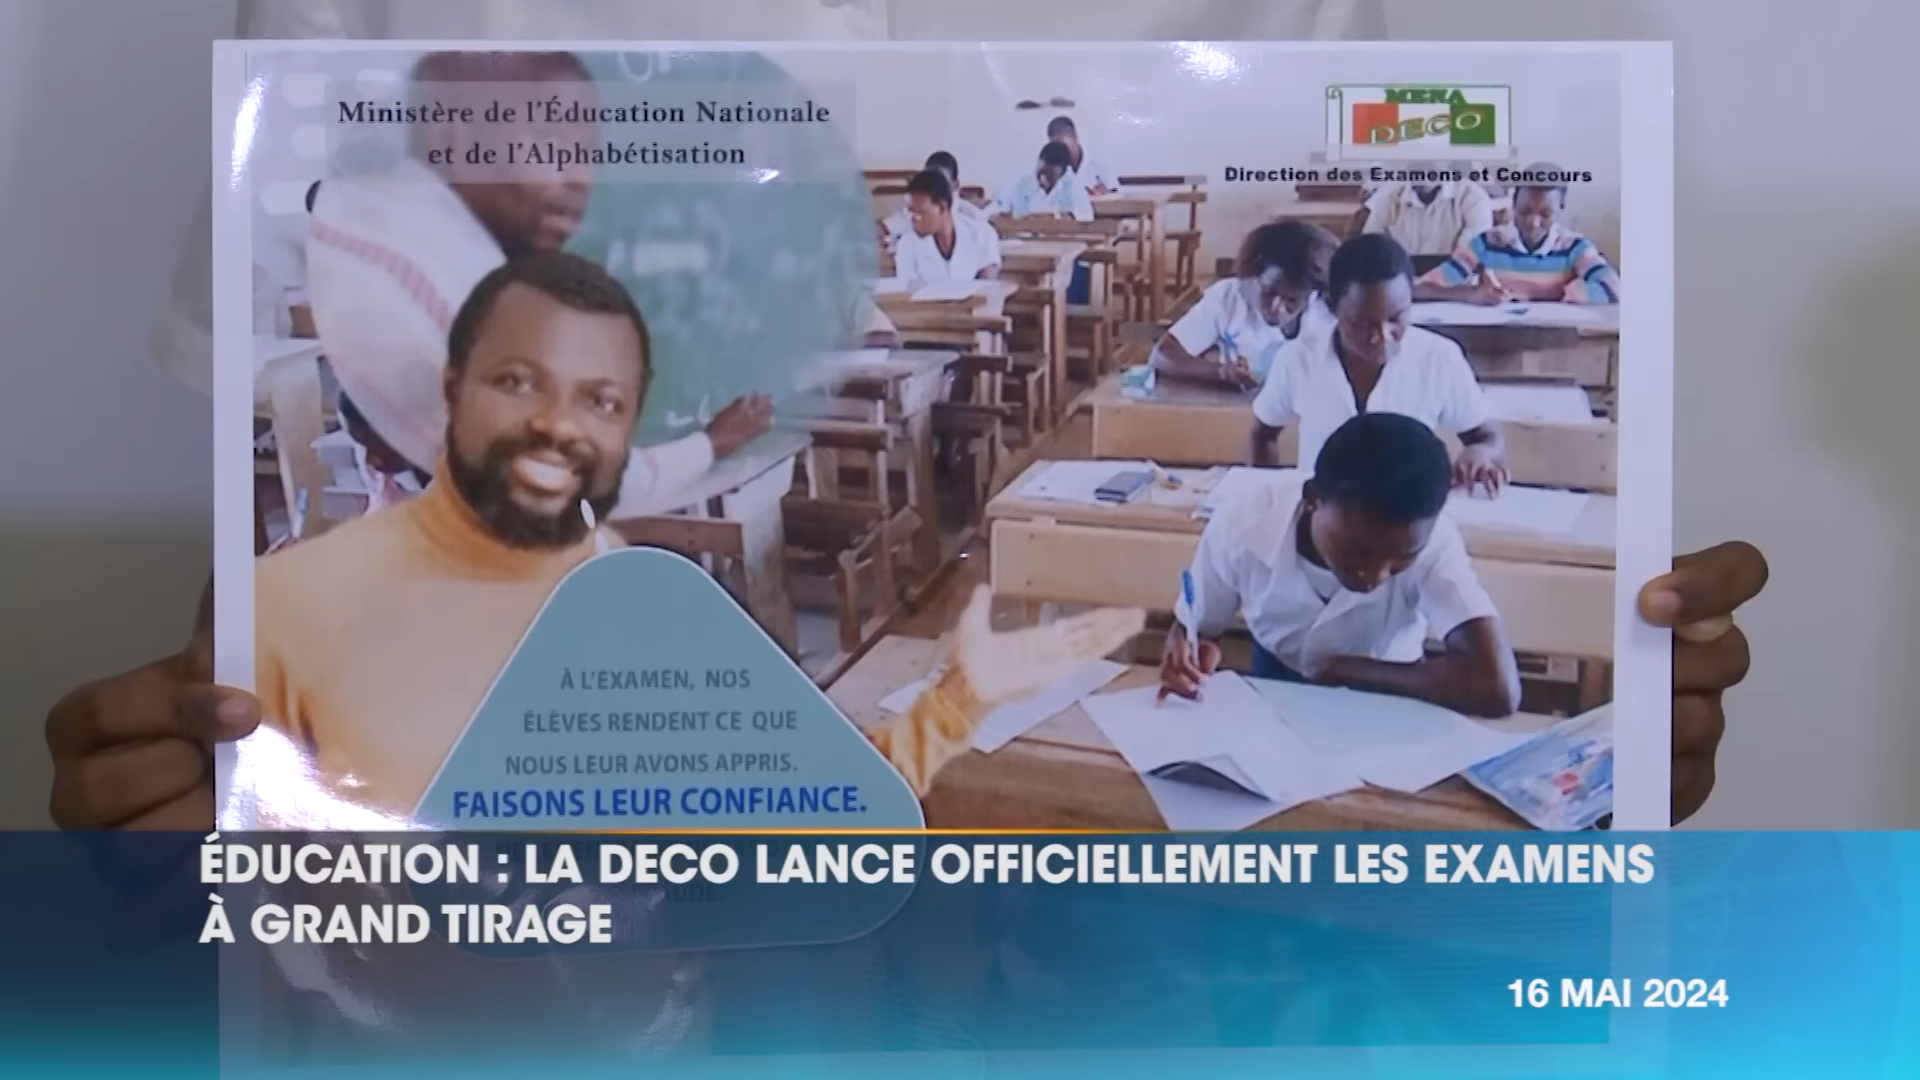 Ministère de l'Éducation Nationale
et de l'Alphabétisation
MENA
DECO
Direction des Examens et Concours
À L'EXAMEN, NOS
ÉLÈVES RENDENT CE QUE
NOUS LEUR AVONS APPRIS.
FAISONS LEUR CONFIANCE.
ÉDUCATION : LA DECO LANCE OFFICIELLEMENT LES EXAMENS
À GRAND TIRAGE
16 MAI 2024